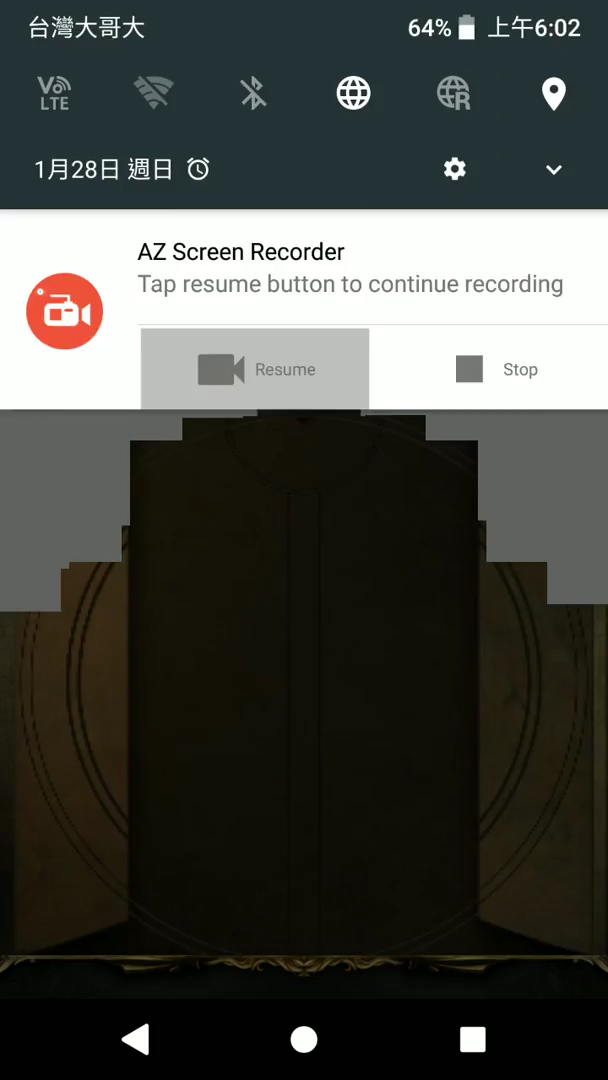 台灣大哥大
64% 上午6:02
Vo LTE
R
1月28日 週日
AZ Screen Recorder
Tap resume button to continue recording
Resume
Stop